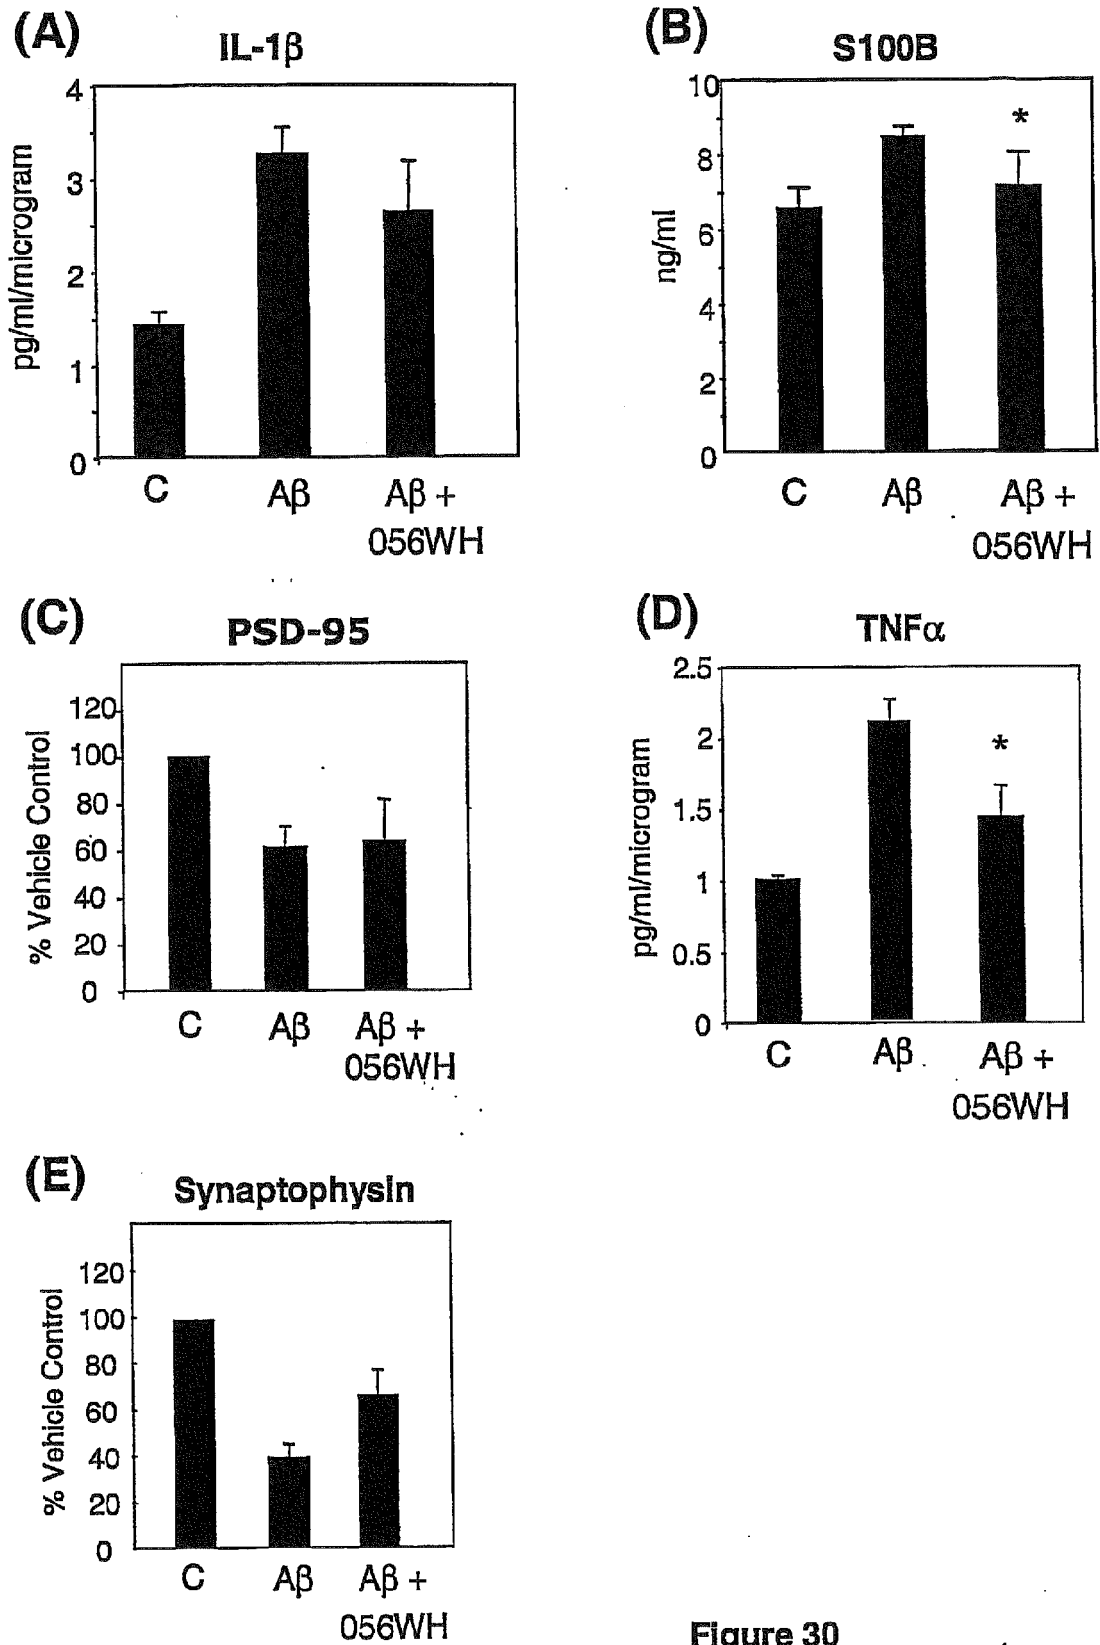 (A)
IL-1β
pg/ml/microgram
4
3
2
1
0
C
Aβ
Aβ +
056WH
(B)
S100B
ng/ml
10
8
6
4
2
0
C
Aβ
*
Aβ +
056WH
(C)
PSD-95
% Vehicle Control
120
100
80
60
40
20
0
C
Aβ
Aβ +
056WH
(D)
TNFα
pg/ml/microgram
2.5
2
1.5
1
0.5
0
C
Aβ
*
Aβ +
056WH
(E)
Synaptophysin
% Vehicle Control
120
100
80
60
40
20
0
C
Aβ
Aβ +
056WH
Figure 30